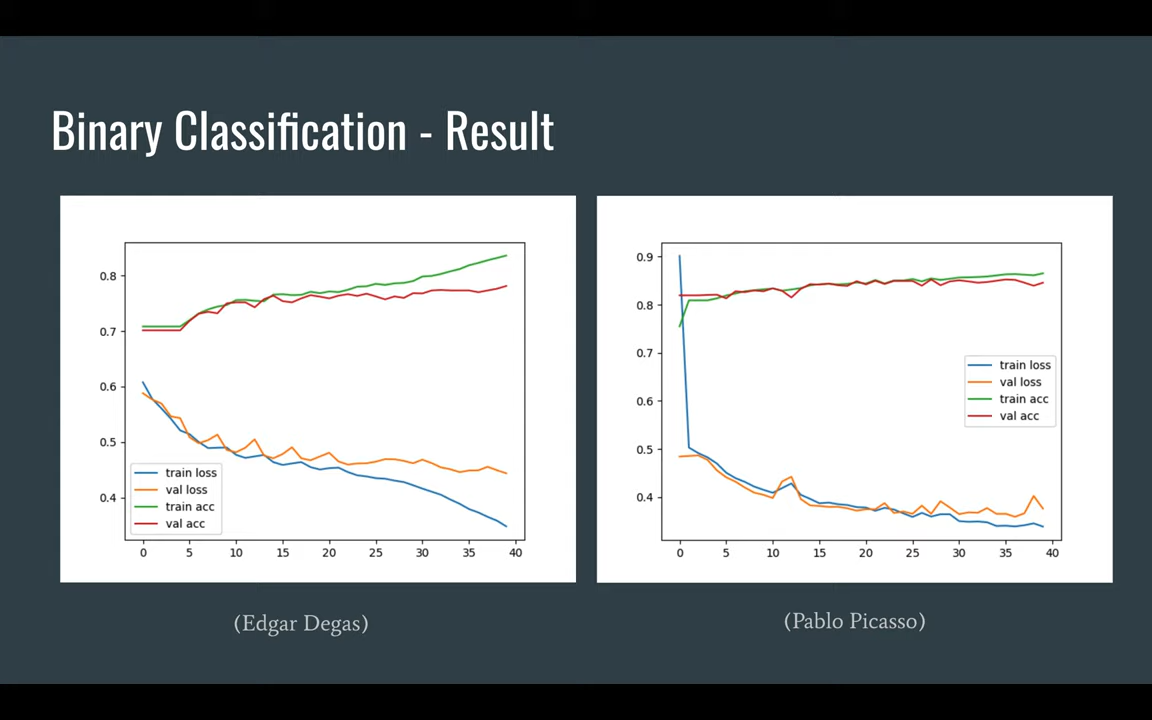 Binary Classification - Result
0.8
0.7
0.6
0.5
0.4
train loss
val loss
train acc
val acc
0 5 10 15 20 25 30 35 40
(Edgar Degas)
0.9
0.8
0.7
0.6
0.5
0.4
train loss
val loss
train acc
val acc
0 5 10 15 20 25 30 35 40
(Pablo Picasso)